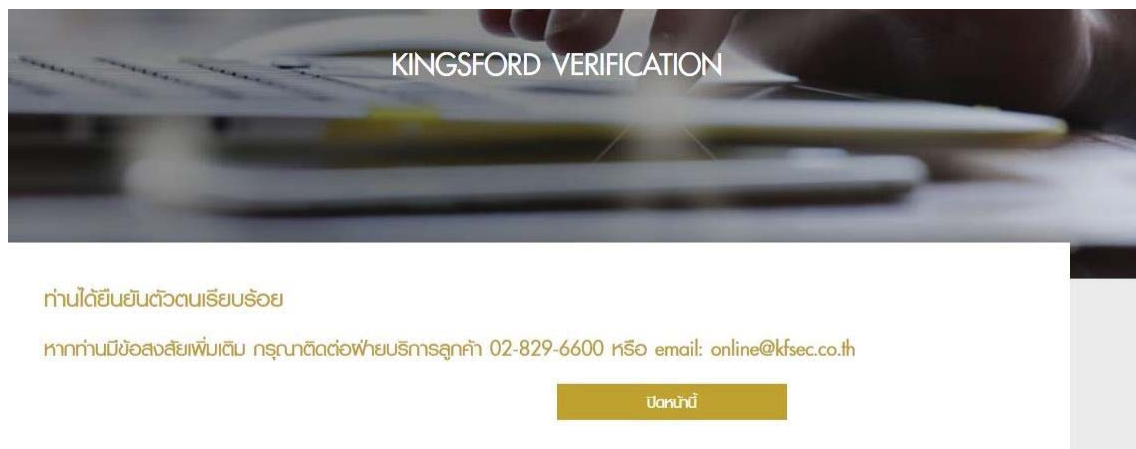 KINGSFORD VERIFICATION
ท่านได้ยืนยันตัวตนเรียบร้อย
หากท่านมีข้อสงสัยเพิ่มเติม กรุณาติดต่อฝ่ายบริการลูกค้า 02-829-6600 หรือ email: online@kfsec.co.th
ปิดหน้านี้